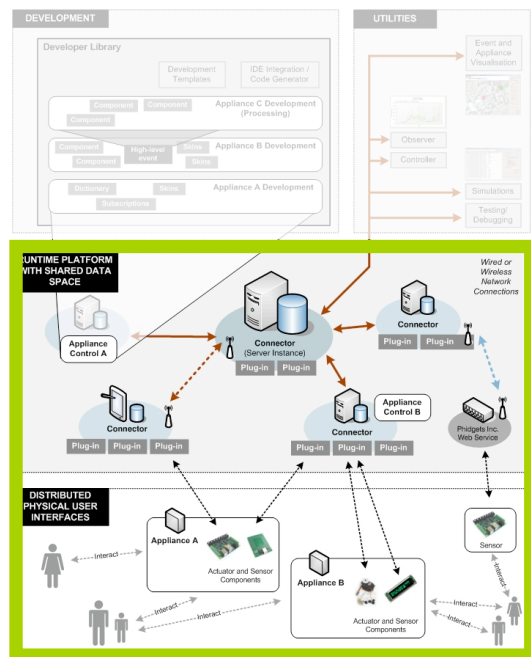 DEVELOPMENT
Developer Library
Development
Templates
IDE Integration /
Code Generator
Component
Component
Component
Appliance C Development
(Processing)
Component
Component
High-level
event
Skins
Skins
Appliance B Development
Dictionary
Skins
Subscriptions
Appliance A Development
UTILITIES
Event and
Appliance
Visualisation
Observer
Controller
Simulations
Testing/
Debugging
RUNTIME PLATFORM
WITH SHARED DATA
SPACE
Wired or
Wireless
Network
Connections
Appliance
Control A
Connector
(Server Instance)
Plug-in
Plug-in
Connector
Plug-in
Plug-in
Connector
Plug-in
Plug-in
Plug-in
Appliance
Control B
Connector
Plug-in
Plug-in
Plug-in
Phidgets Inc.
Web Service
DISTRIBUTED
PHYSICAL USER
INTERFACES
Appliance A
Actuator and Sensor
Components
Appliance B
Actuator and Sensor
Components
Sensor
Interact
Interact
Interact
Interact
Interact
Interact